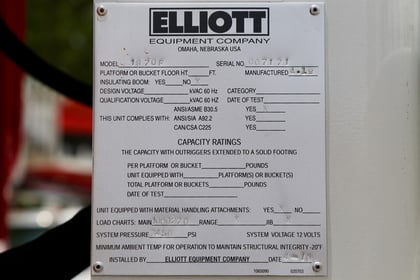 ELLIOTT
EQUIPMENT COMPANY
OMAHA, NEBRASKA USA
MODEL SERIAL NO.
PLATFORM OR BUCKET FLOOR HT. FT. MANUFACTURED
INSULATING BOOM: YES NO
DESIGN VOLTAGE kVAC 60 Hz CATEGORY
QUALIFICATION VOLTAGE kVAC 60 HZ DATE OF TEST
ANSI/ASME B30.5 YES
THIS UNIT COMPLIES WITH: ANSI/SIA A92.2 YES
CAN/CSA C225 YES
CAPACITY RATINGS
THE CAPACITY WITH OUTRIGGERS EXTENDED TO A SOLID FOOTING
PER PLATFORM OR BUCKET POUNDS
UNIT EQUIPPED WITH PLATFORM(S) OR BUCKET(S)
TOTAL PLATFORM OR BUCKETS POUNDS
DATE OF TEST
UNIT EQUIPPED WITH MATERIAL HANDLING ATTACHMENTS: YES NO
LOAD CHARTS: MAIN RANGE JIB
SYSTEM PRESSURE PSI SYSTEM VOLTAGE 12 VOLTS
MINIMUM AMBIENT TEMP FOR OPERATION TO MAINTAIN STRUCTURAL INTEGRITY -20°F
INSTALLED BY ELLIOTT EQUIPMENT COMPANY DATE